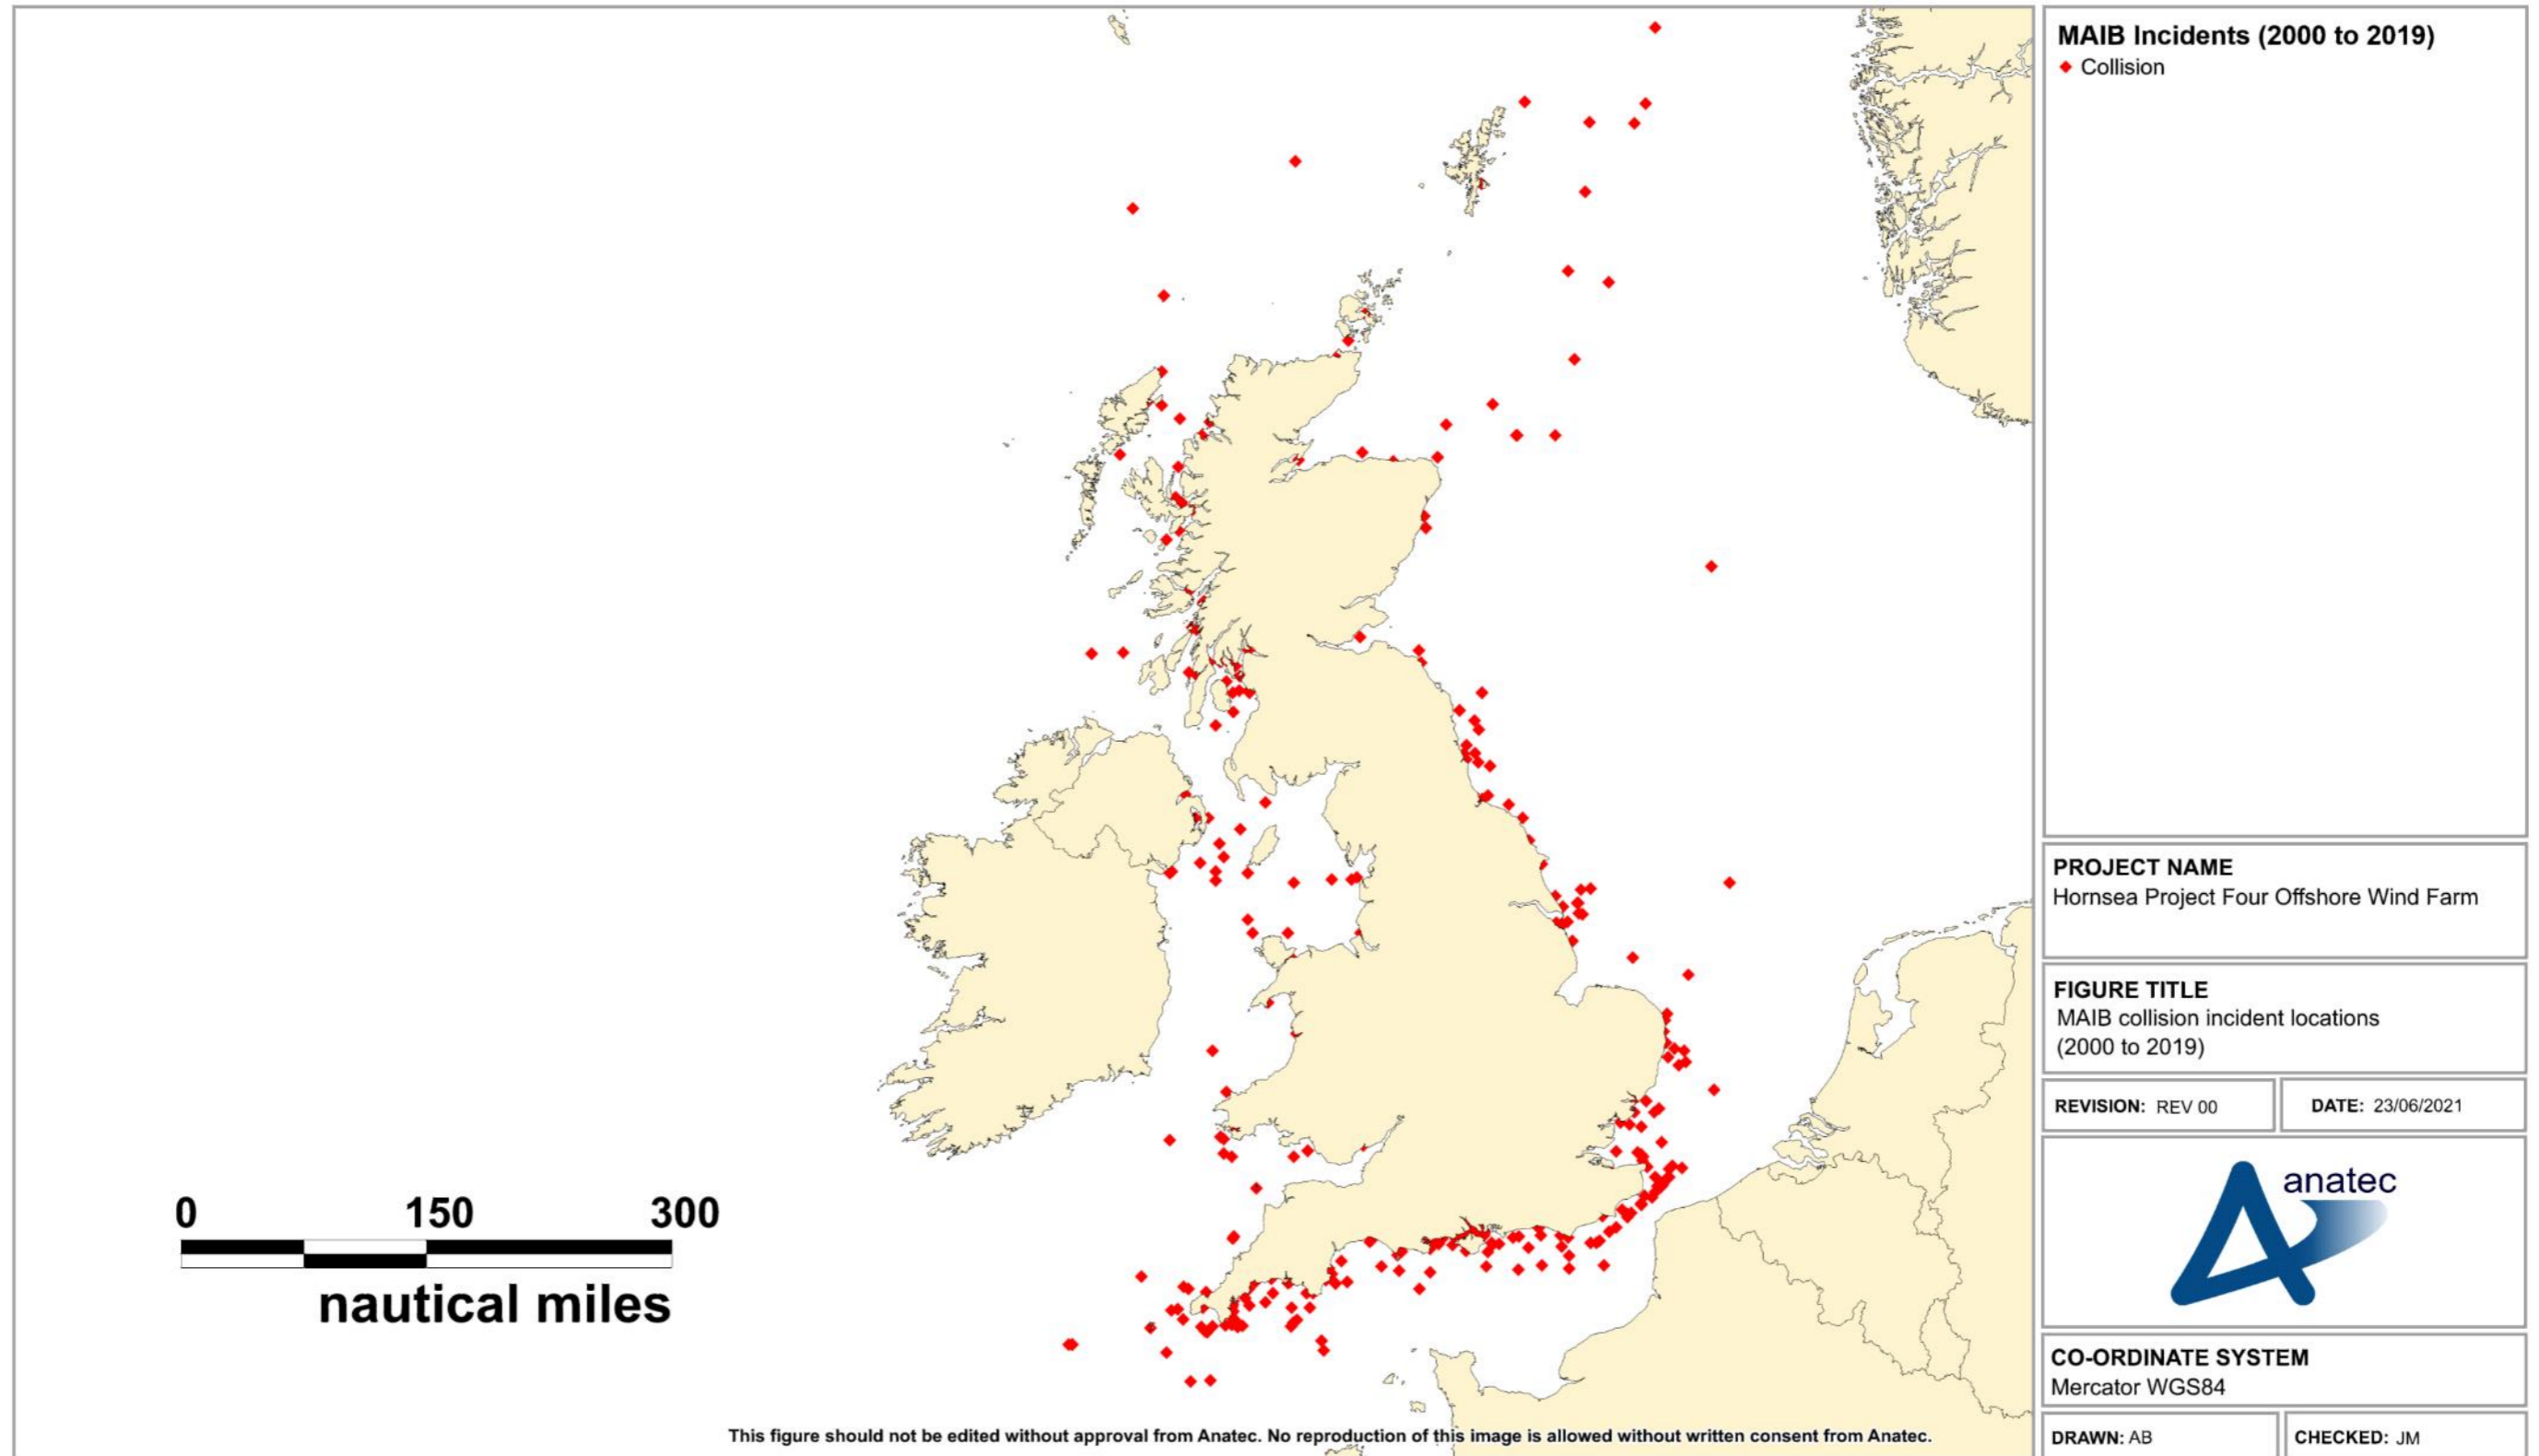 MAIB Incidents (2000 to 2019)
Collision
PROJECT NAME
Hornsea Project Four Offshore Wind Farm
FIGURE TITLE
MAIB collision incident locations
(2000 to 2019)
REVISION: REV 00
DATE: 23/06/2021
anatec
CO-ORDINATE SYSTEM
Mercator WGS84
DRAWN: AB
CHECKED: JM
0 150 300
nautical miles
This figure should not be edited without approval from Anatec. No reproduction of this image is allowed without written consent from Anatec.